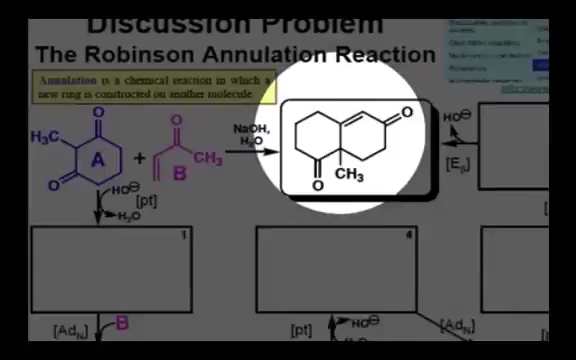 Discussion Problem
The Robinson Annulation Reaction
Annulation is a chemical reaction in which a
new ring is constructed on another molecule.
O
H₃C
A
O
+
O
CH₃
B
NaOH,
H₂O
O
O
CH₃
HO⊖
[Eβ]
HO⊖
[pt]
H₂O
1
4
[AdN]
B
[pt]
HO⊖
[AdN]